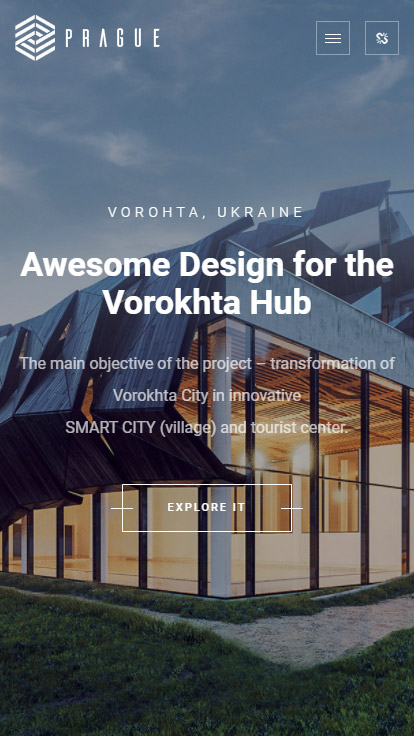 PRAGUE
VOROHTA, UKRAINE
Awesome Design for the
Vorokhta Hub
The main objective of the project – transformation of
Vorokhta City in innovative
SMART CITY (village) and tourist center.
EXPLORE IT